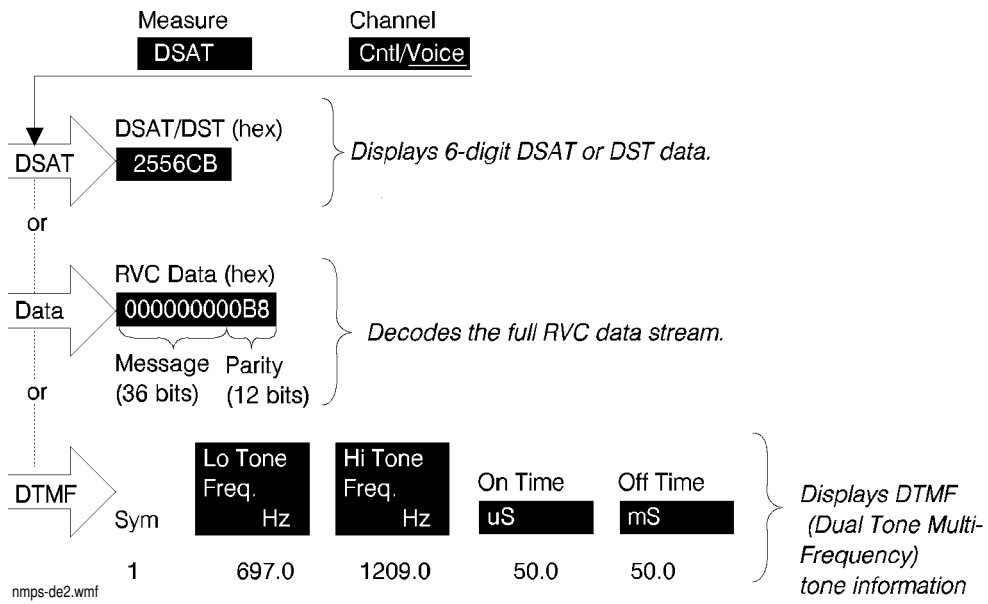 Measure Channel
DSAT Cntl/Voice
DSAT/DST (hex)
DSAT 2556CB Displays 6-digit DSAT or DST data.
or
RVC Data (hex)
Data 000000000B8 Decodes the full RVC data stream.
Message Parity
(36 bits) (12 bits)
or
Lo Tone Hi Tone
Freq. Freq. On Time Off Time
DTMF Sym Hz Hz uS mS
1 697.0 1209.0 50.0 50.0
Displays DTMF
(Dual Tone Multi-
Frequency)
tone information
nmps-de2.wmf